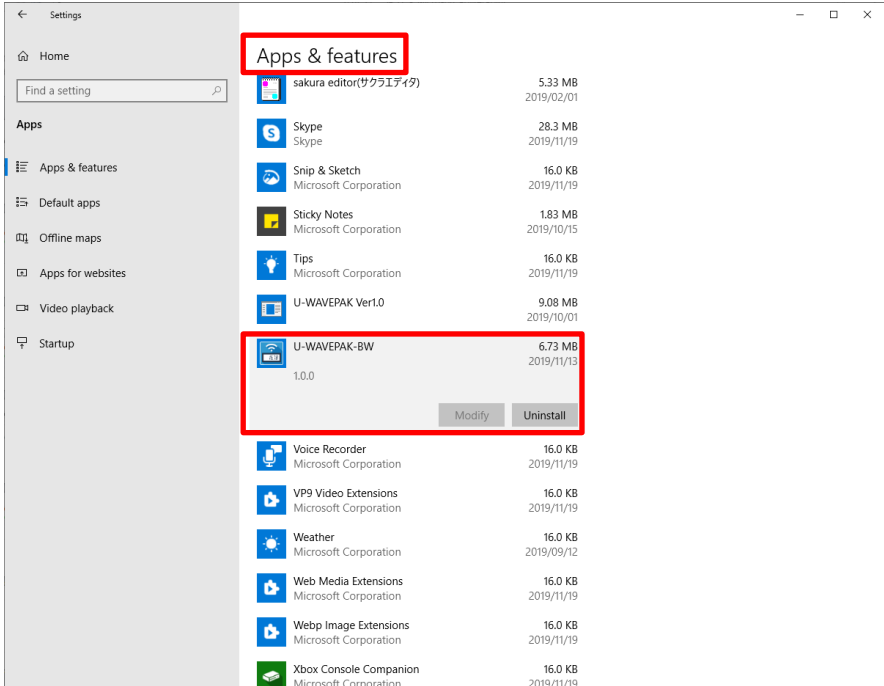 Settings
Home
Find a setting
Apps
Apps & features
Default apps
Offline maps
Apps for websites
Video playback
Startup
Apps & features
sakura editor(サクラエディタ) 5.33 MB
2019/02/01
Skype 28.3 MB
Skype 2019/11/19
Snip & Sketch 16.0 KB
Microsoft Corporation 2019/11/19
Sticky Notes 1.83 MB
Microsoft Corporation 2019/10/15
Tips 16.0 KB
Microsoft Corporation 2019/11/19
U-WAVEPAK Ver1.0 9.08 MB
2019/10/01
U-WAVEPAK-BW 6.73 MB
2019/11/13
1.0.0
Modify Uninstall
Voice Recorder 16.0 KB
Microsoft Corporation 2019/11/19
VP9 Video Extensions 16.0 KB
Microsoft Corporation 2019/11/19
Weather 16.0 KB
Microsoft Corporation 2019/09/12
Web Media Extensions 16.0 KB
Microsoft Corporation 2019/11/19
Webp Image Extensions 16.0 KB
Microsoft Corporation 2019/11/19
Xbox Console Companion 16.0 KB
Microsoft Corporation 2019/11/19